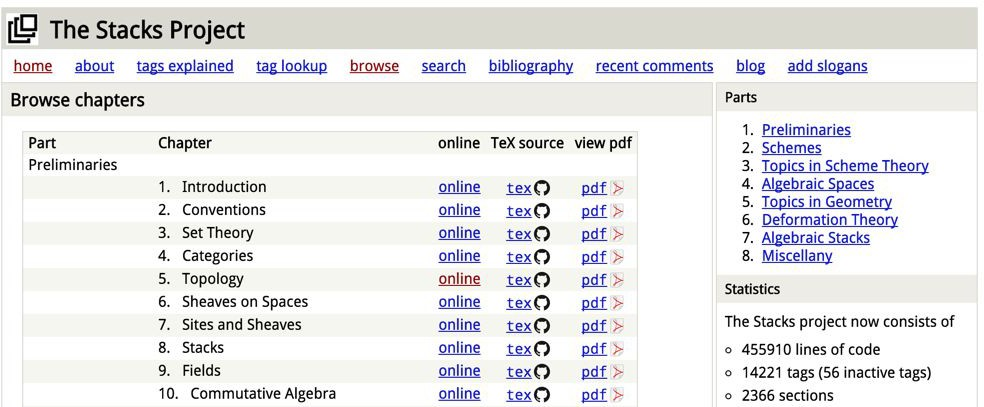 The Stacks Project
home about tags explained tag lookup browse search bibliography recent comments blog add slogans
Browse chapters
Part Chapter online TeX source view pdf
Preliminaries
1. Introduction online tex pdf
2. Conventions online tex pdf
3. Set Theory online tex pdf
4. Categories online tex pdf
5. Topology online tex pdf
6. Sheaves on Spaces online tex pdf
7. Sites and Sheaves online tex pdf
8. Stacks online tex pdf
9. Fields online tex pdf
10. Commutative Algebra online tex pdf
Parts
1. Preliminaries
2. Schemes
3. Topics in Scheme Theory
4. Algebraic Spaces
5. Topics in Geometry
6. Deformation Theory
7. Algebraic Stacks
8. Miscellany
Statistics
The Stacks project now consists of
455910 lines of code
14221 tags (56 inactive tags)
2366 sections